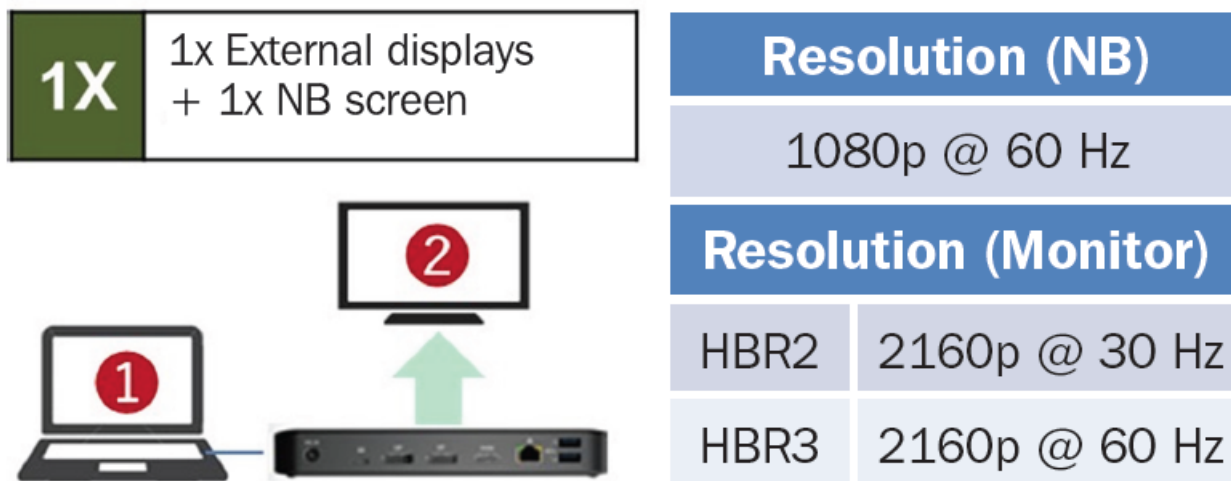 1X
1x External displays
+ 1x NB screen
1
2
Resolution (NB)
1080p @ 60 Hz
Resolution (Monitor)
HBR2 2160p @ 30 Hz
HBR3 2160p @ 60 Hz